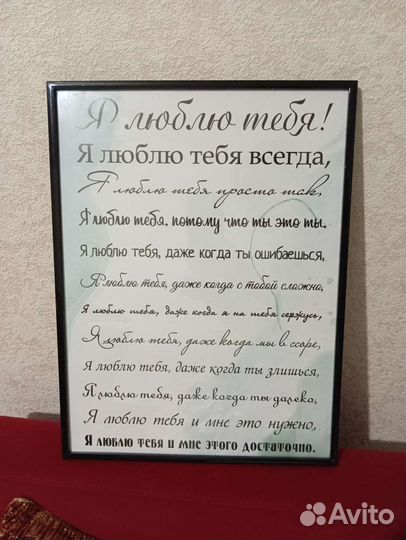 Я люблю тебя!
Я люблю тебя всегда,
Я люблю тебя просто так,
Я люблю тебя, потому что ты это ты.
Я люблю тебя, даже когда ты ошибаешься,
Я люблю тебя, даже когда с тобой сложно,
Я люблю тебя, даже когда я на тебя сержусь,
Я люблю тебя, даже когда мы в ссоре,
Я люблю тебя, даже когда ты злишься,
Я люблю тебя, даже когда ты далеко,
Я люблю тебя и мне это нужно,
Я люблю тебя и мне этого достаточно.
Avito